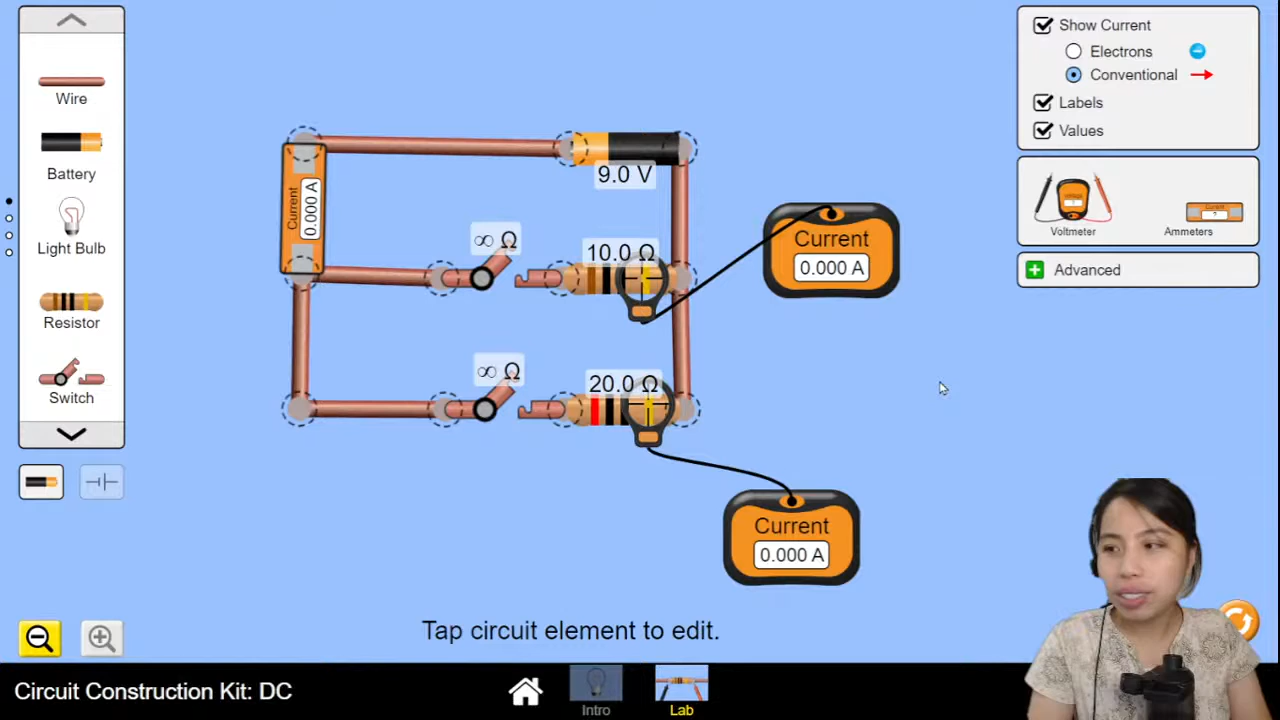 Wire
Battery
Light Bulb
Resistor
Switch
Current
0.000 A
9.0 V
∞ Ω
10.0 Ω
∞ Ω
20.0 Ω
Current
0.000 A
Current
0.000 A
Show Current
Electrons
Conventional
Labels
Values
Voltmeter
Current
?
Ammeters
Advanced
Tap circuit element to edit.
Circuit Construction Kit: DC
Intro
Lab